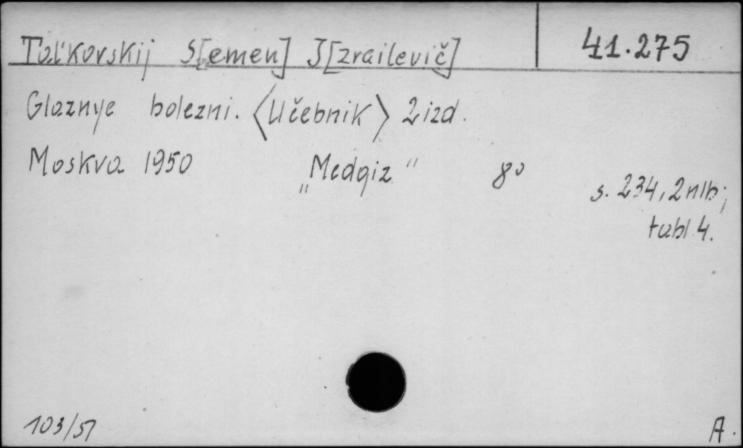 Tal'kovskij S[emen] J[zrailevič] 41.275
Glaznye bolezni. <Učebnik> 2 izd.
Moskva 1950 „Medgiz“ 8° s. 234, 2 nlb;
tabl 4.
103/51 A.